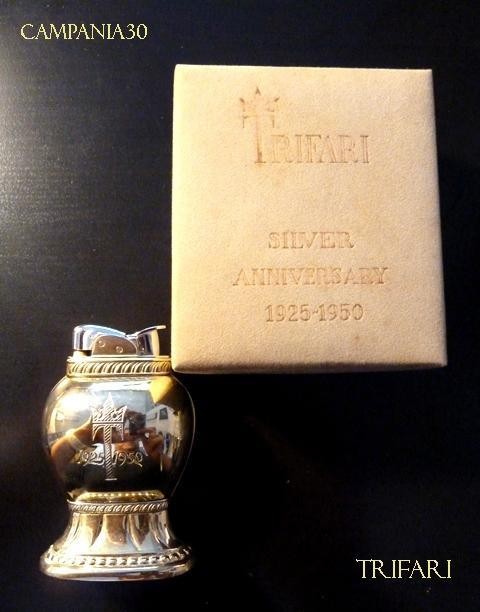 CAMPANIA30
TRIFARI
SILVER
ANNIVERSARY
1925-1950
T
1925 1950
TRIFARI